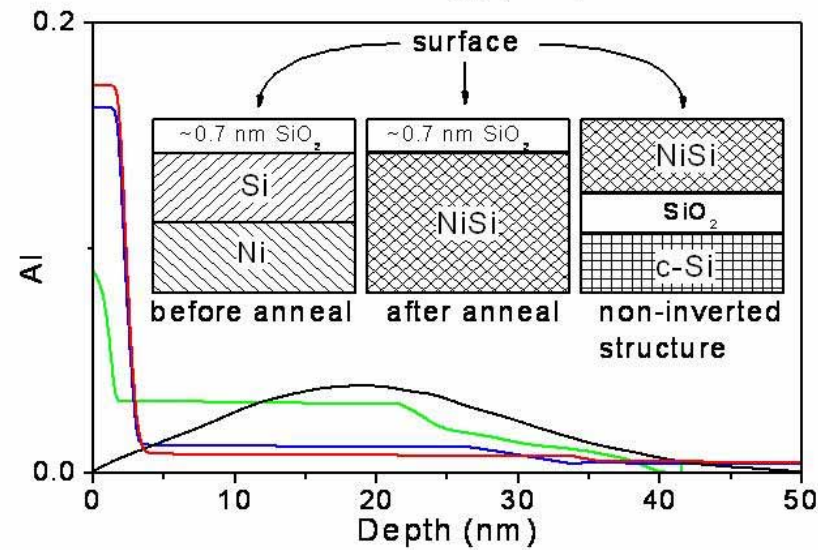 0.2
surface
~0.7 nm SiO₂
~0.7 nm SiO₂
NiSi
Si
NiSi
SiO₂
Ni
c-Si
before anneal
after anneal
non-inverted
structure
Al
0.0
0
10
20
30
40
50
Depth (nm)